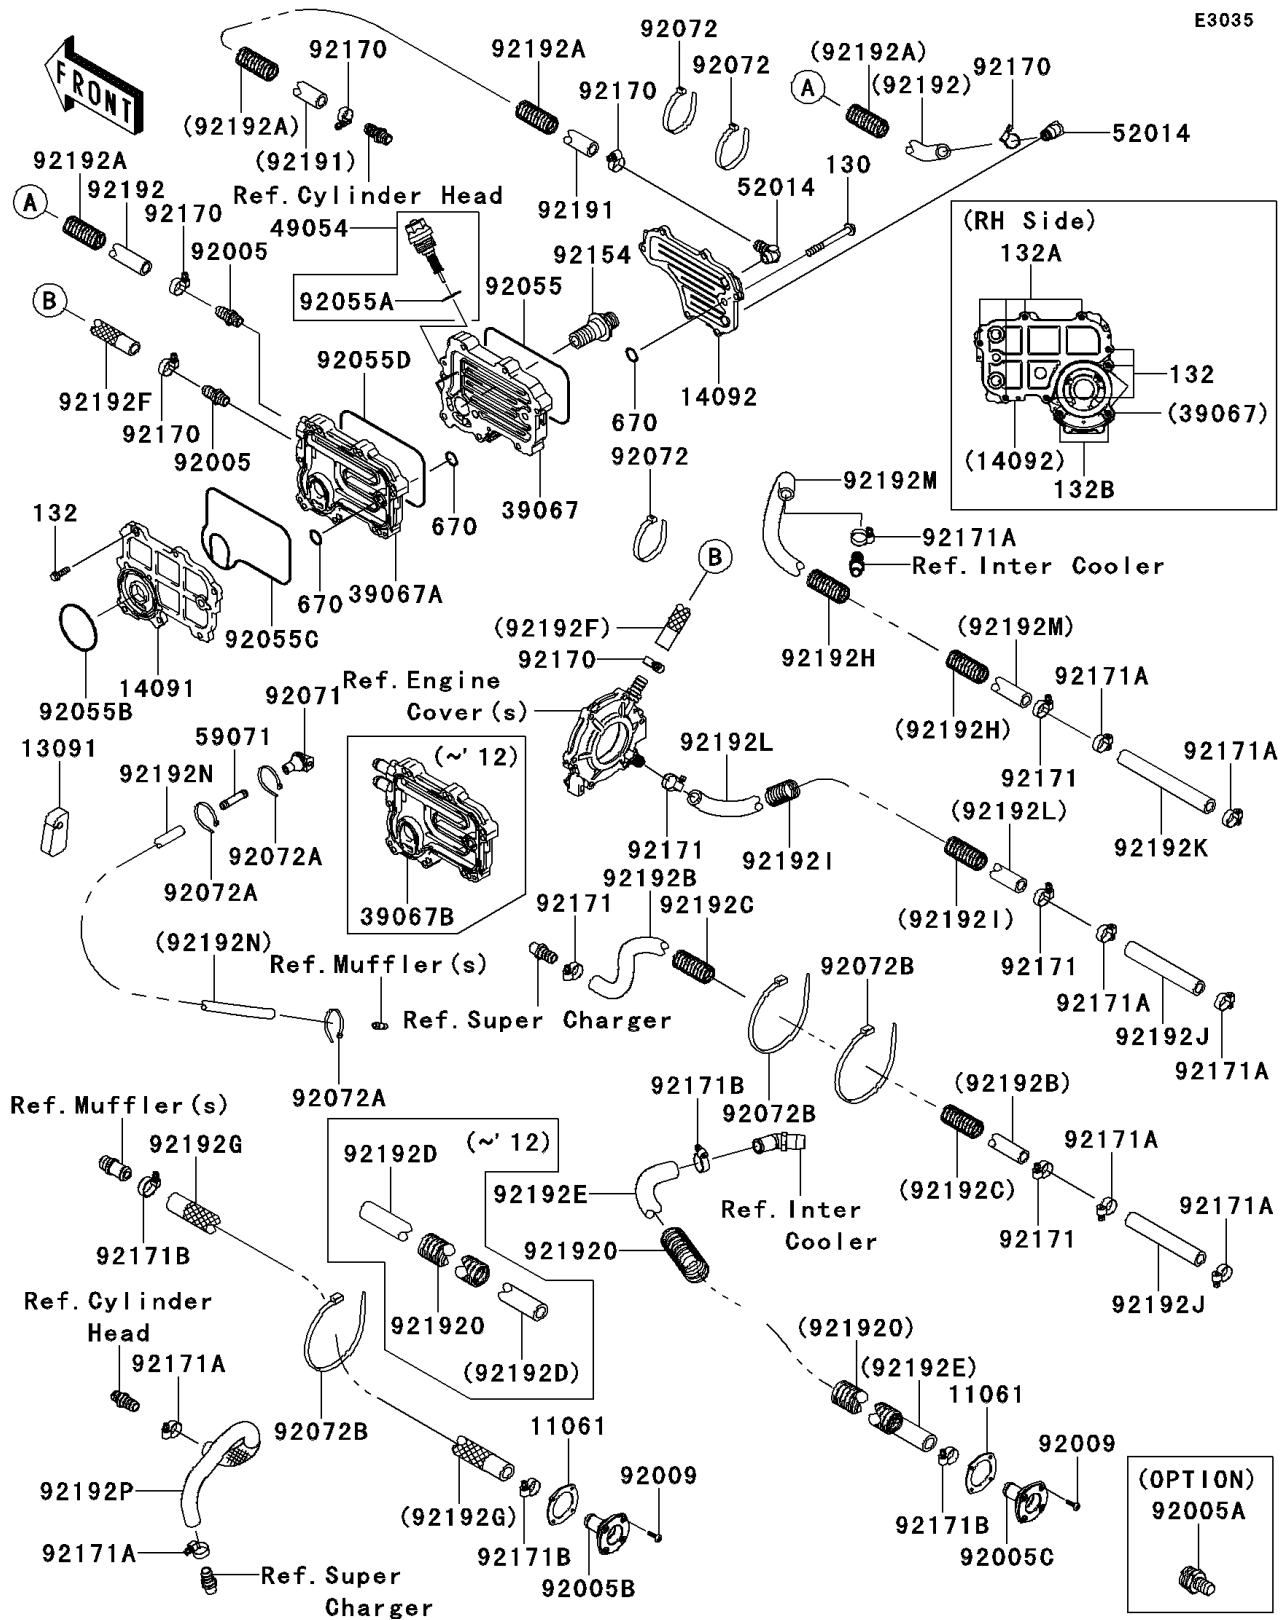 E3035
FRONT
92072
92170
92192A
(92192A)
92072
92170
(92192)
92170
A
(92192A)
(92191)
52014
92192A
130
Ref.Cylinder Head
52014
92192
92191
A
92170
49054
(RH Side)
92005
92154
132A
92055
92055A
B
92055D
132
14092
92192F
670
(39067)
92170
92072
92005
(14092)
132B
92192M
39067
132
670
92171A
B
Ref.Inter Cooler
670
39067A
92055C
(92192F)
(92192M)
92170
92192H
14091
Ref.Engine
Cover(s)
92071
92171A
92055B
13091
59071
(~'12)
92192L
(92192H)
92192N
92171A
92171
(92192L)
92072A
92171
92192I
92192K
92072A
92192B
39067B
92171
92192C
(92192I)
(92192N)
Ref.Muffler(s)
92072B
92171
92171A
Ref.Super Charger
92192J
92171A
92171B
(92192B)
92072A
92072B
Ref.Muffler(s)
92192G
92192D
(~'12)
92171A
92192E
(92192C)
92171A
Ref.Inter
Cooler
92171
92171B
921920
92192J
Ref.Cylinder
Head
921920
(921920)
92171A
(92192D)
(92192E)
11061
92072B
11061
92009
92009
(OPTION)
92192P
92005A
(92192G)
92171B
92171A
92171B
92005C
Ref.Super
Charger
92005B